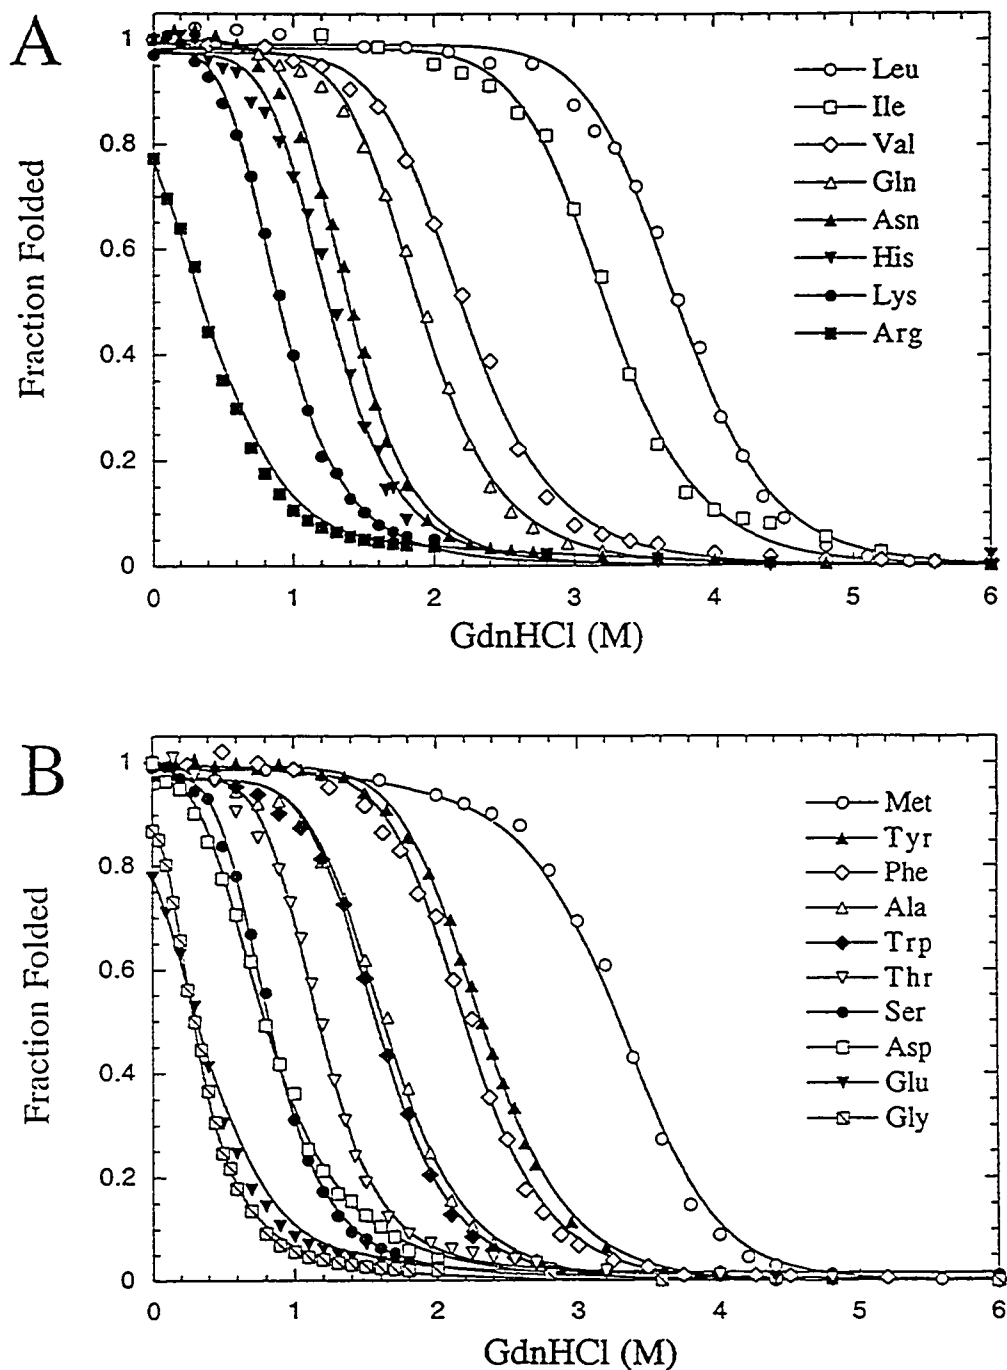 A
Fraction Folded
1
0.8
0.6
0.4
0.2
0
Leu
Ile
Val
Gln
Asn
His
Lys
Arg
0 1 2 3 4 5 6
GdnHCl (M)
B
Fraction Folded
1
0.8
0.6
0.4
0.2
0
Met
Tyr
Phe
Ala
Trp
Thr
Ser
Asp
Glu
Gly
0 1 2 3 4 5 6
GdnHCl (M)